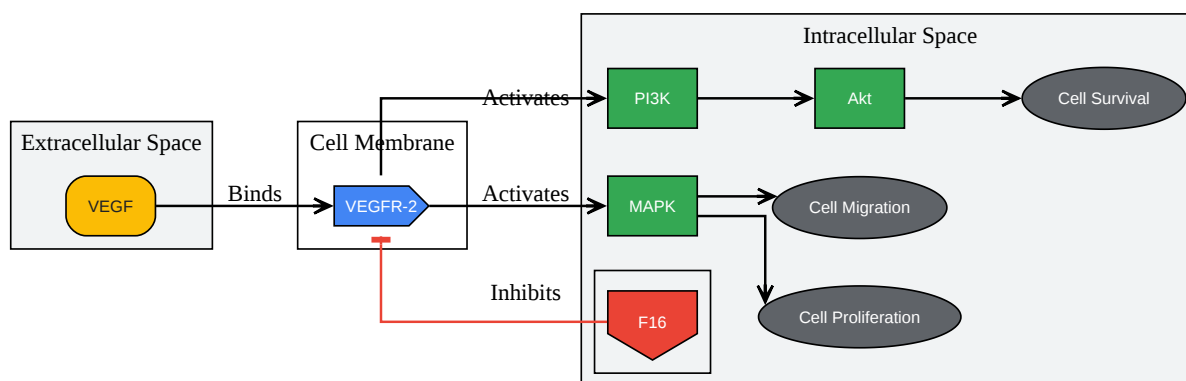 Intracellular Space
Activates
PI3K
Akt
Cell Survival
Extracellular Space
Cell Membrane
VEGF
Binds
VEGFR-2
Activates
MAPK
Cell Migration
Inhibits
F16
Cell Proliferation